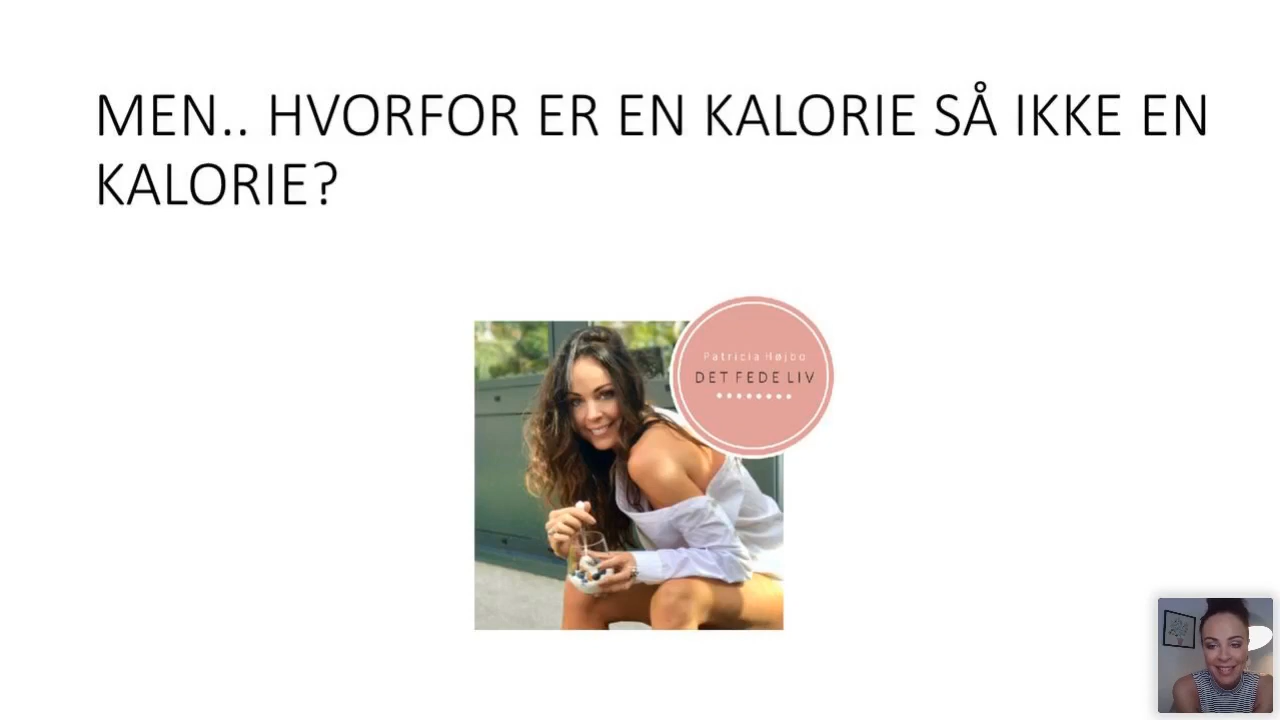 MEN.. HVORFOR ER EN KALORIE SÅ IKKE EN
KALORIE?
Patricia Højbo
DET FEDE LIV